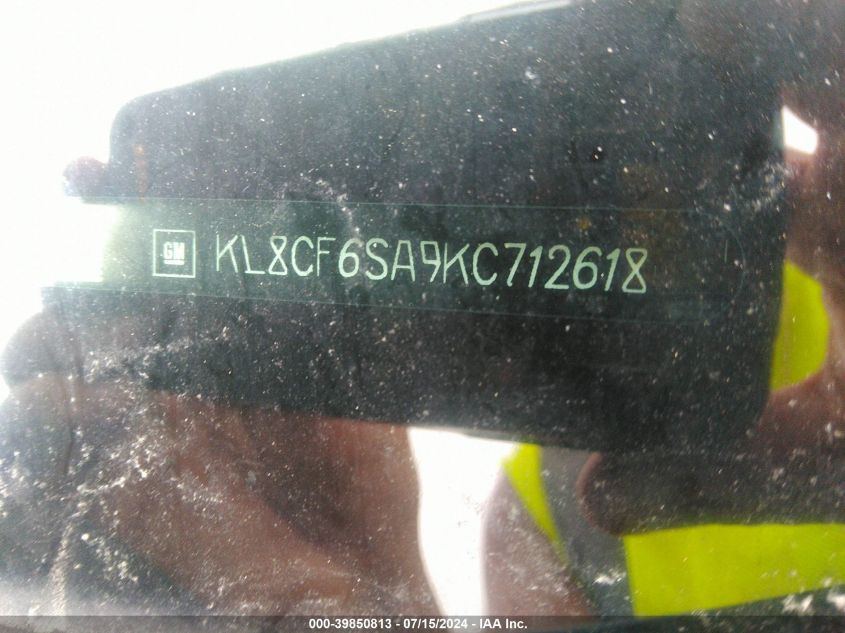 GM KL8CF6SA9KC712618
000-39850813 - 07/15/2024 - IAA Inc.